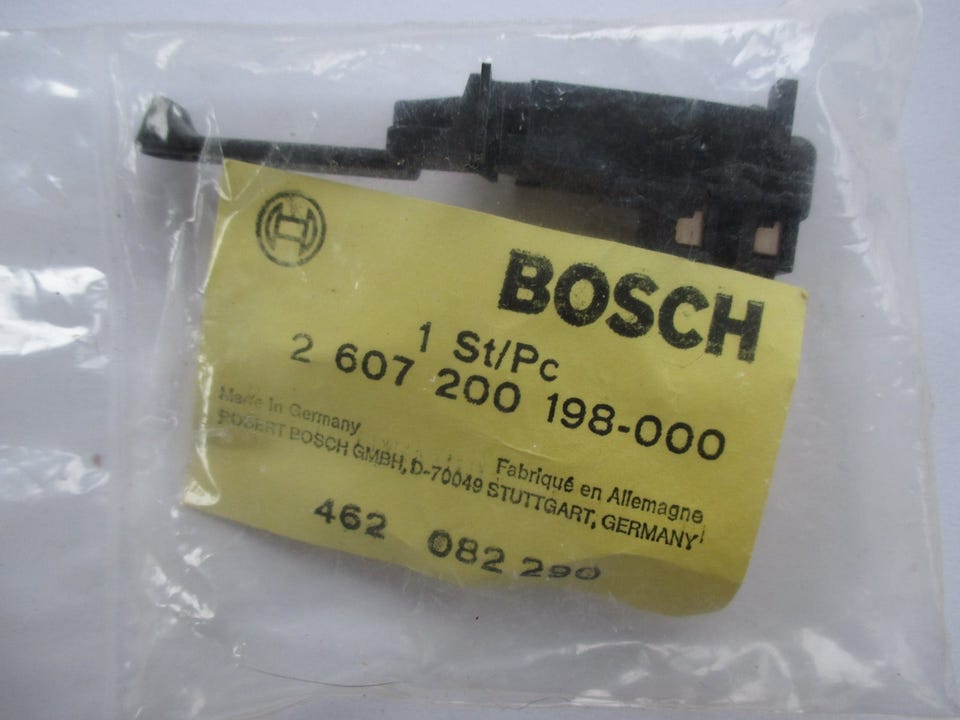 BOSCH
1 St/Pc
2 607 200 198-000
Made in Germany Fabriqué en Allemagne
ROBERT BOSCH GMBH, D-70049 STUTTGART, GERMANY
462 082 290